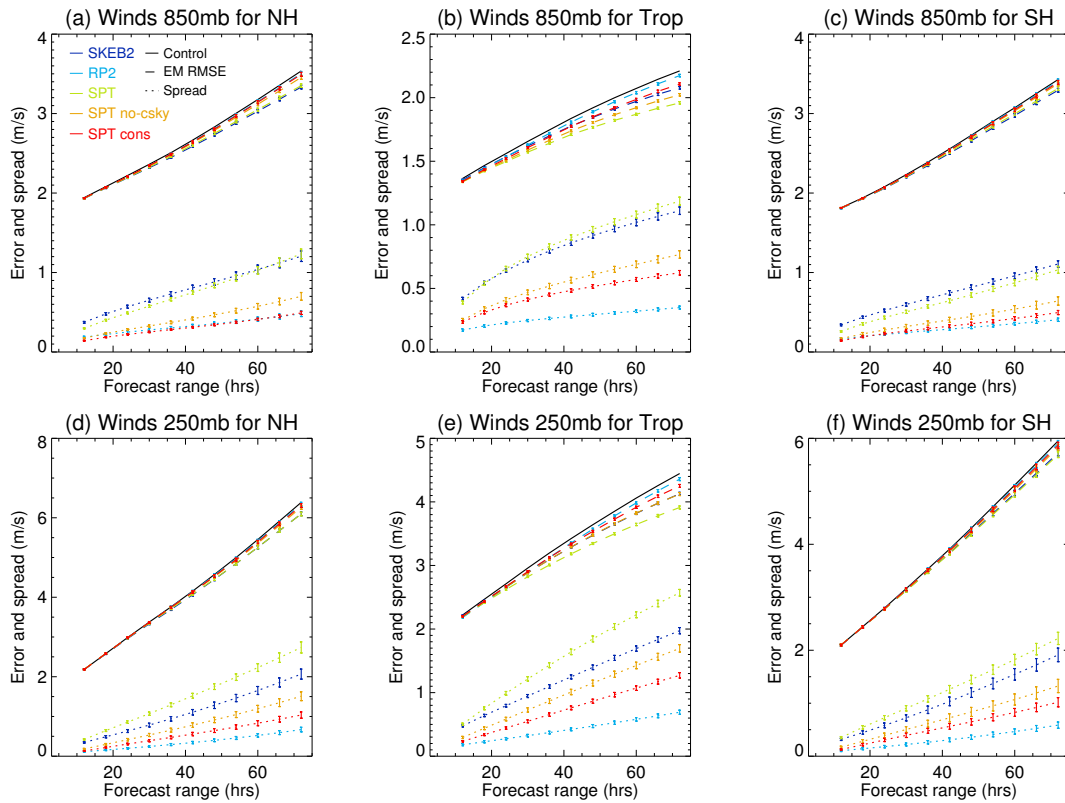 (a) Winds 850mb for NH
(b) Winds 850mb for Trop
(c) Winds 850mb for SH
SKEB2
RP2
SPT
SPT no-csky
SPT cons
Control
EM RMSE
Spread
Error and spread (m/s)
0
1
2
3
4
20
40
60
Forecast range (hrs)
Error and spread (m/s)
0.0
0.5
1.0
1.5
2.0
2.5
20
40
60
Forecast range (hrs)
Error and spread (m/s)
0
1
2
3
4
20
40
60
Forecast range (hrs)
(d) Winds 250mb for NH
(e) Winds 250mb for Trop
(f) Winds 250mb for SH
Error and spread (m/s)
0
2
4
6
8
20
40
60
Forecast range (hrs)
Error and spread (m/s)
0
1
2
3
4
5
20
40
60
Forecast range (hrs)
Error and spread (m/s)
0
2
4
6
20
40
60
Forecast range (hrs)